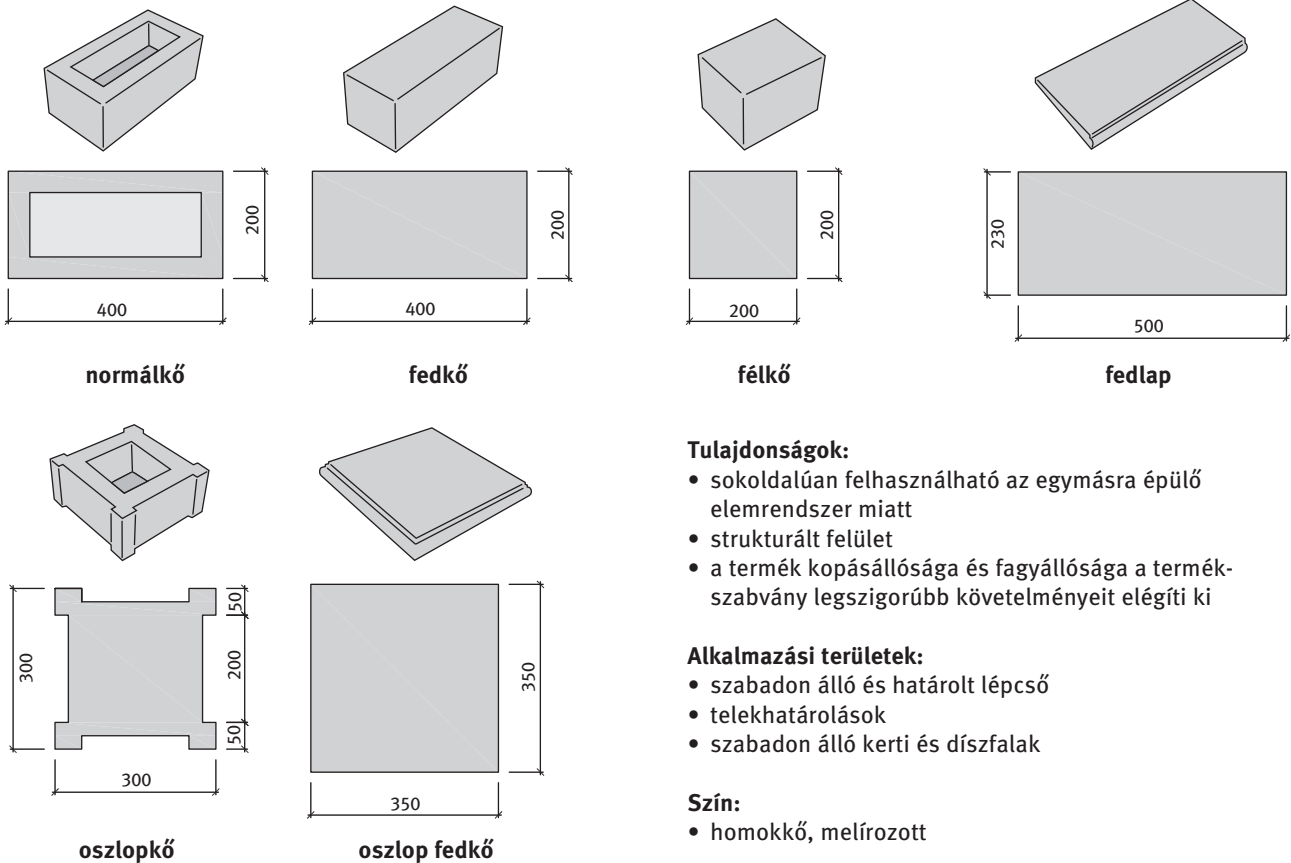 200
400
normálkő
200
400
fedkő
200
200
félkő
230
500
fedlap
300
50
200
50
300
oszlopkő
350
350
oszlop fedkő
Tulajdonságok:
• sokoldalúan felhasználható az egymásra épülő
elemrendszer miatt
• strukturált felület
• a termék kopásállósága és fagyállósága a termék-
szabvány legszigorúbb követelményeit elégíti ki
Alkalmazási területek:
• szabadon álló és határolt lépcső
• telekhatárolások
• szabadon álló kerti és díszfalak
Szín:
• homokkő, melírozott